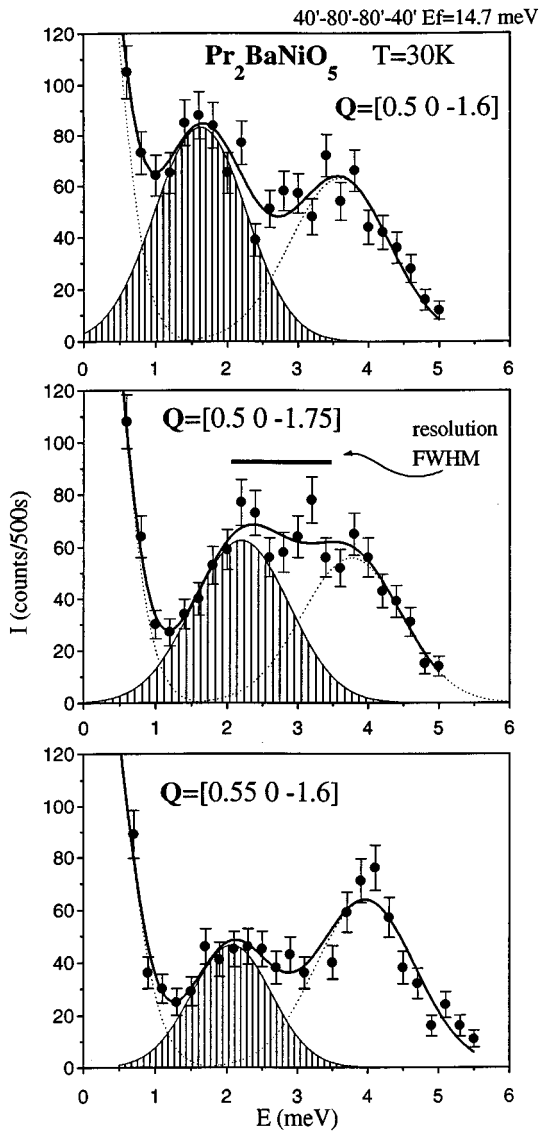 40'-80'-80'-40' Ef=14.7 meV
Pr2BaNiO5 T=30K
Q=[0.5 0 -1.6]
120
100
80
60
40
20
0
0 1 2 3 4 5 6
Q=[0.5 0 -1.75]
resolution
FWHM
120
100
80
60
40
20
0
0 1 2 3 4 5 6
I (counts/500s)
Q=[0.55 0 -1.6]
120
100
80
60
40
20
0
0 1 2 3 4 5 6
E (meV)